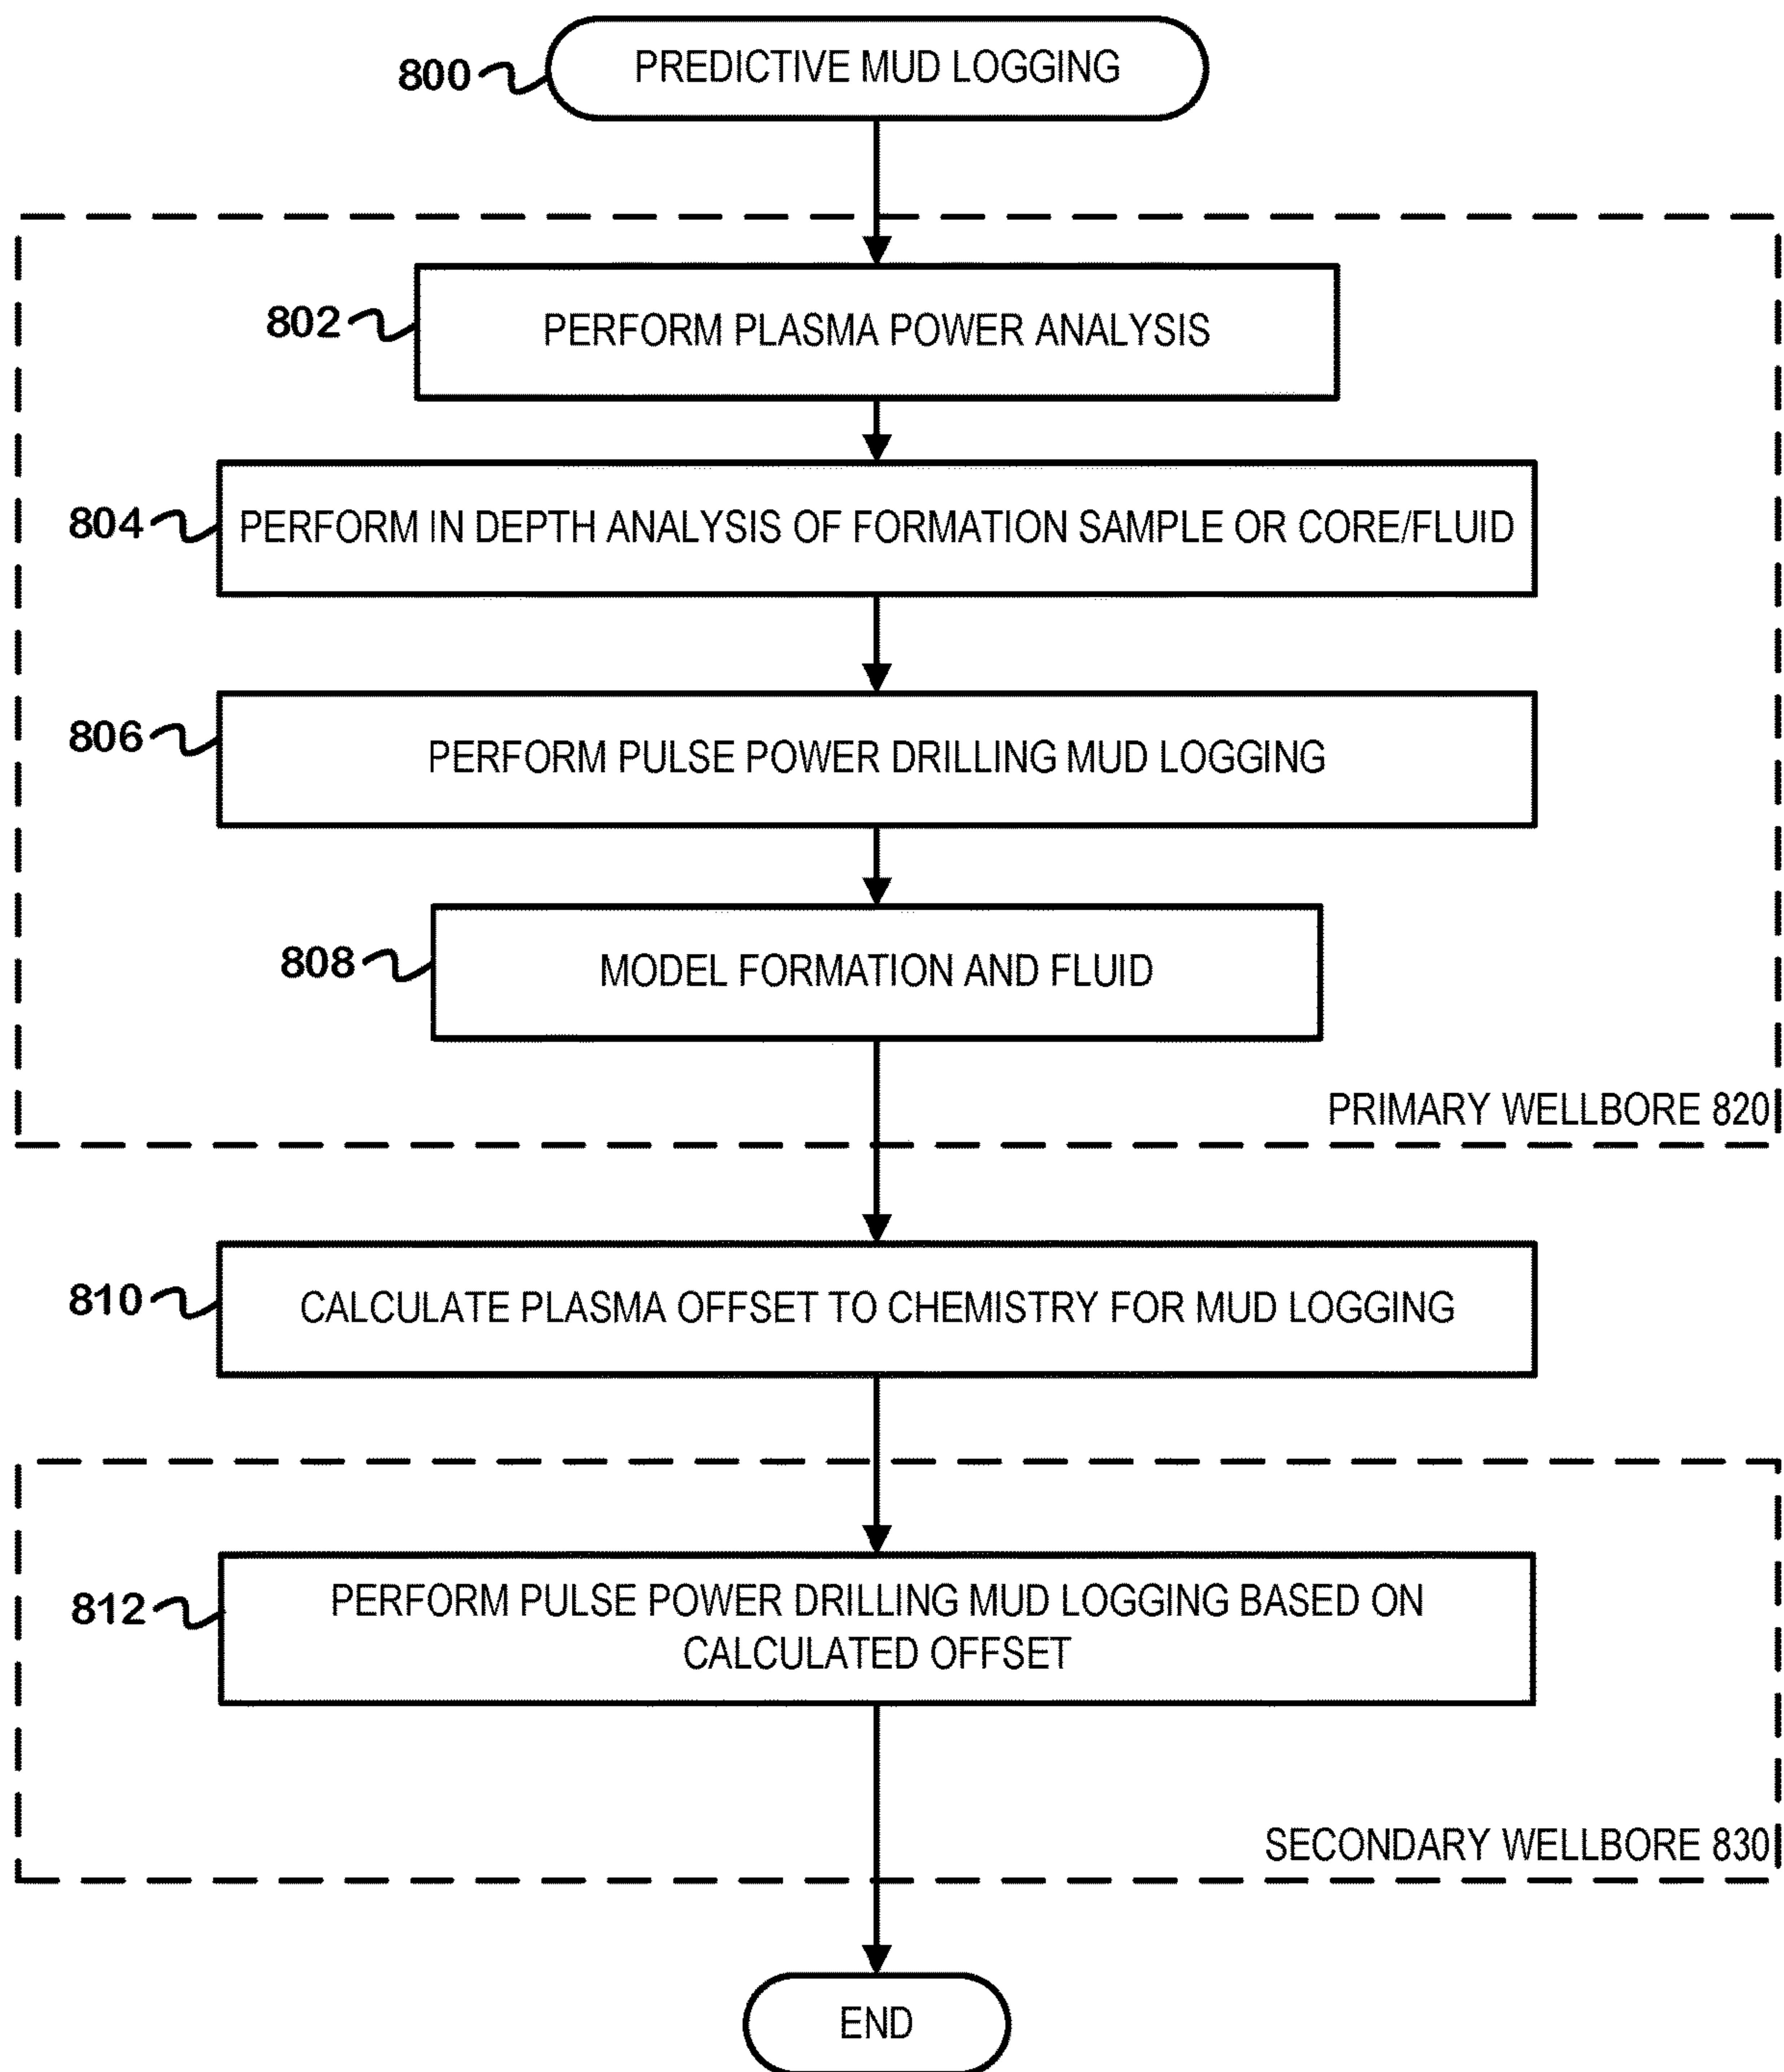 800
PREDICTIVE MUD LOGGING
802
PERFORM PLASMA POWER ANALYSIS
804
PERFORM IN DEPTH ANALYSIS OF FORMATION SAMPLE OR CORE/FLUID
806
PERFORM PULSE POWER DRILLING MUD LOGGING
808
MODEL FORMATION AND FLUID
PRIMARY WELLBORE 820
810
CALCULATE PLASMA OFFSET TO CHEMISTRY FOR MUD LOGGING
812
PERFORM PULSE POWER DRILLING MUD LOGGING BASED ON
CALCULATED OFFSET
SECONDARY WELLBORE 830
END